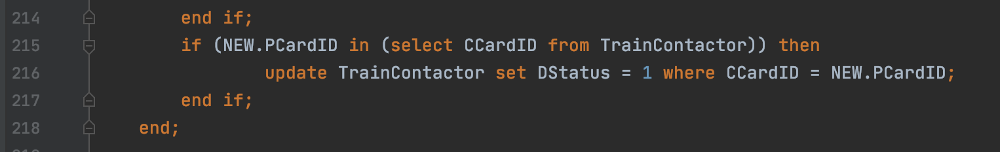 214 end if;
215 if (NEW.PCardID in (select CCardID from TrainContactor)) then
216 update TrainContactor set DStatus = 1 where CCardID = NEW.PCardID;
217 end if;
218 end;